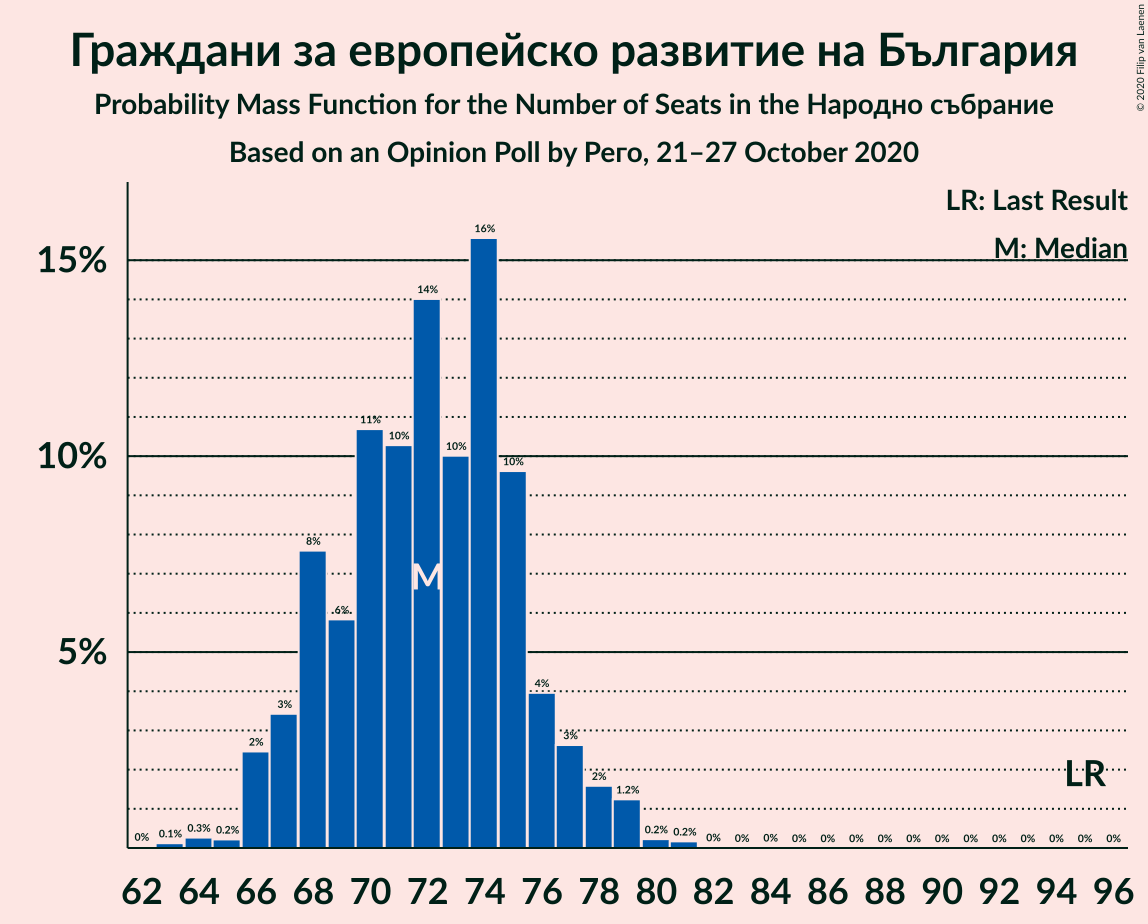 Граждани за европейско развитие на България
Probability Mass Function for the Number of Seats in the Народно събрание
Based on an Opinion Poll by Perо, 21–27 October 2020
© 2020 Filip van Laenen
LR: Last Result
M: Median
15%
10%
5%
0% 0.1% 0.3% 0.2% 2% 3% 8% 6% 11% 10% 14% 10% 16% 10% 4% 3% 2% 1.2% 0.2% 0.2% 0% 0% 0% 0% 0% 0% 0% 0% 0% 0% 0% 0% 0% 0% 0%
M
LR
62 64 66 68 70 72 74 76 78 80 82 84 86 88 90 92 94 96